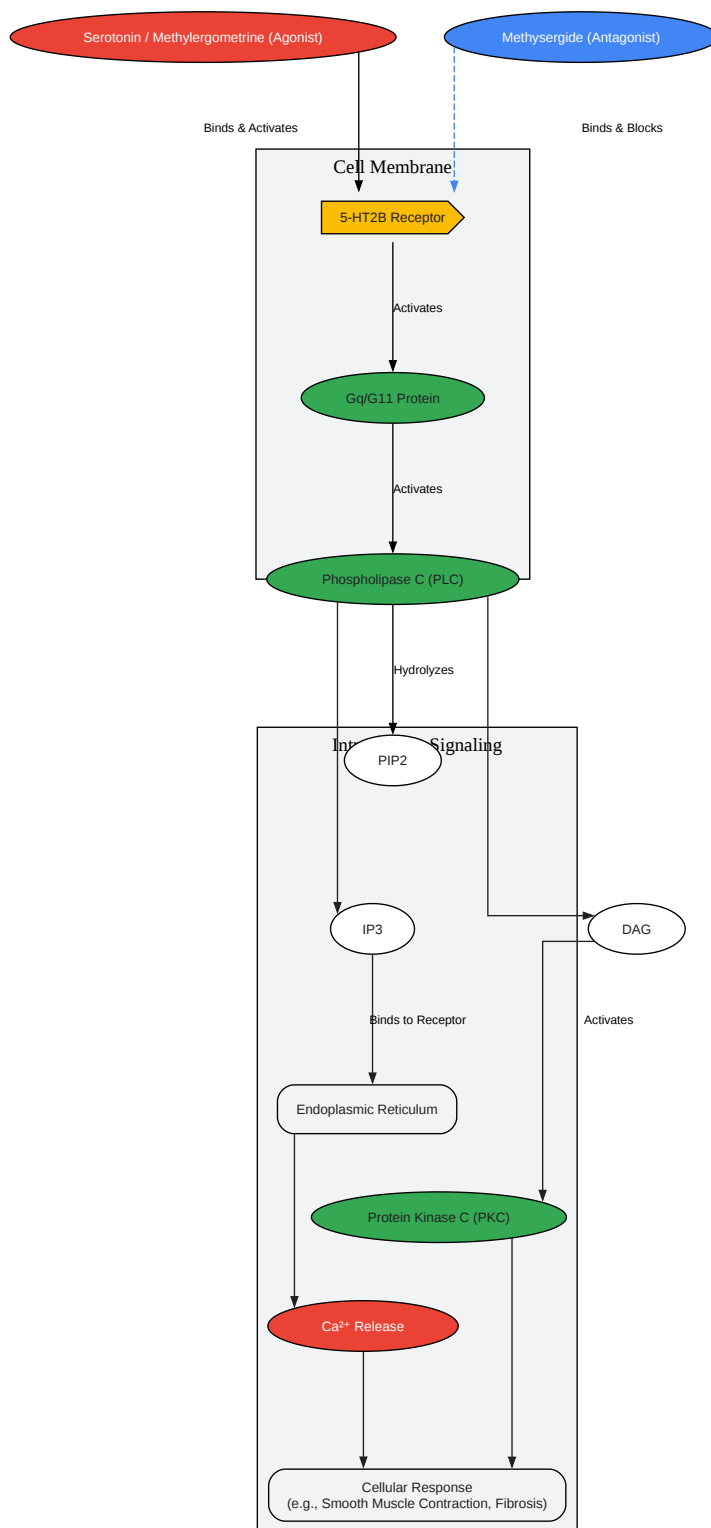 Serotonin / Methylergometrine (Agonist)
Methysergide (Antagonist)
Binds & Activates
Binds & Blocks
Cell Membrane
5-HT2B Receptor
Activates
Gq/G11 Protein
Activates
Phospholipase C (PLC)
Hydrolyzes
Signaling
PIP2
IP3
DAG
Binds to Receptor
Activates
Endoplasmic Reticulum
Protein Kinase C (PKC)
Ca²⁺ Release
Cellular Response
(e.g., Smooth Muscle Contraction, Fibrosis)